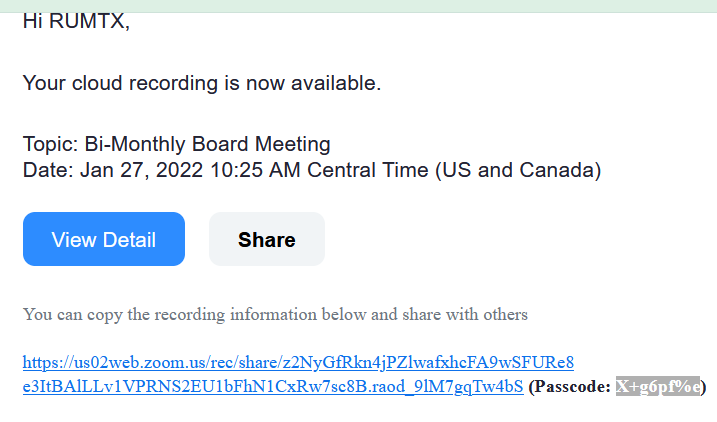 Hi RUMTX,
Your cloud recording is now available.
Topic: Bi-Monthly Board Meeting
Date: Jan 27, 2022 10:25 AM Central Time (US and Canada)
View Detail
Share
You can copy the recording information below and share with others
https://us02web.zoom.us/rec/share/z2NyGfRkn4jPZlwafxhcFA9wSFURe8
e3ItBAlLLv1VPRNS2EU1bFhN1CxRw7sc8B.raod_9lM7gqTw4bS (Passcode: X+g6pf%e)